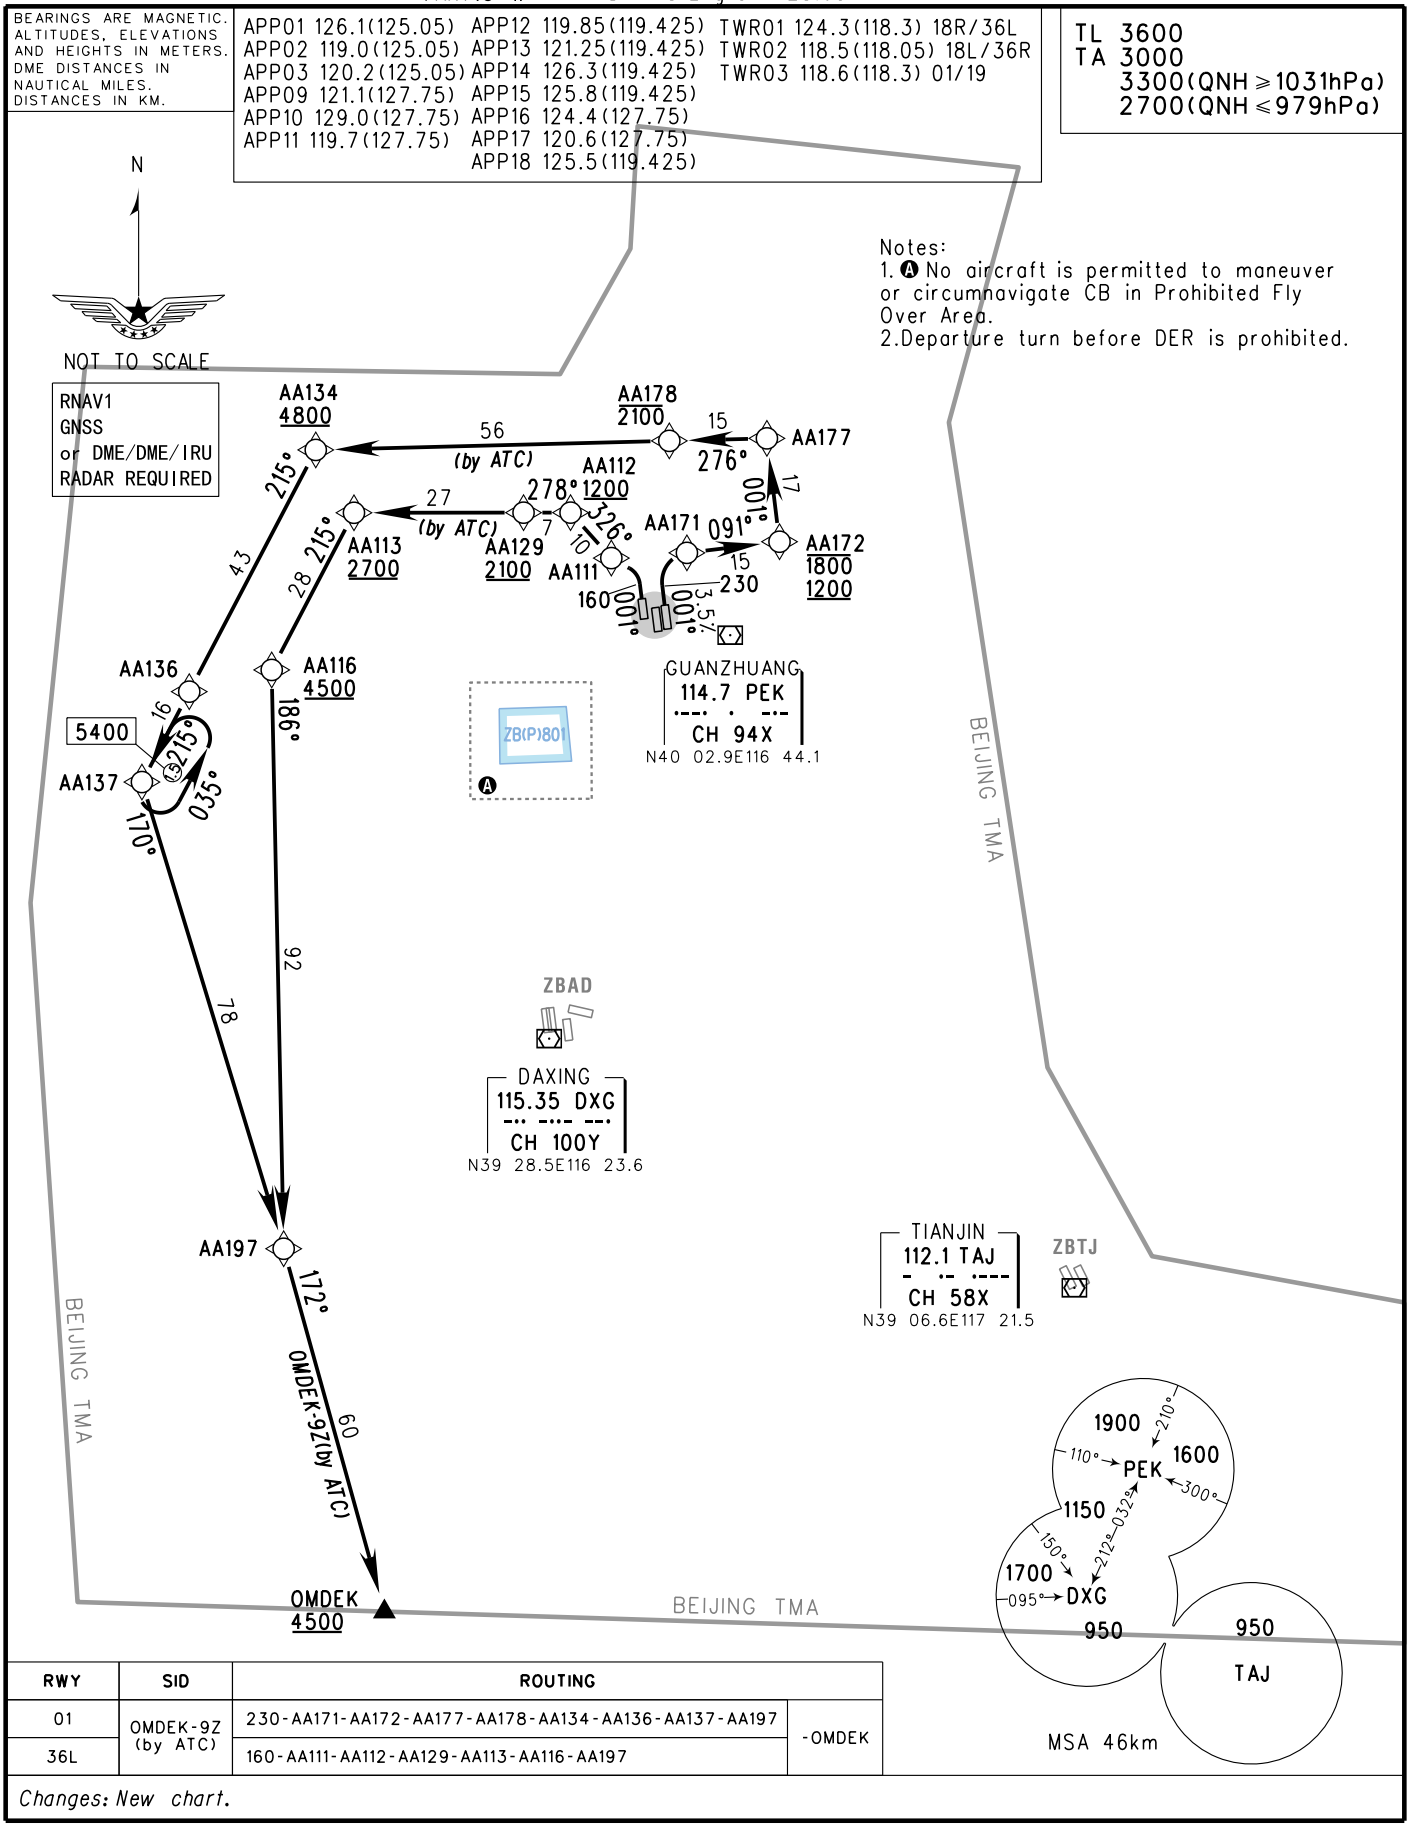 BEARINGS ARE MAGNETIC.
ALTITUDES, ELEVATIONS
AND HEIGHTS IN METERS.
DME DISTANCES IN
NAUTICAL MILES.
DISTANCES IN KM.
APP01 126.1(125.05)
APP02 119.0(125.05)
APP03 120.2(125.05)
APP09 121.1(127.75)
APP10 129.0(127.75)
APP11 119.7(127.75)
APP12 119.85(119.425)
APP13 121.25(119.425)
APP14 126.3(119.425)
APP15 125.8(119.425)
APP16 124.4(127.75)
APP17 120.6(127.75)
APP18 125.5(119.425)
TWR01 124.3(118.3) 18R/36L
TWR02 118.5(118.05) 18L/36R
TWR03 118.6(118.3) 01/19
TL 3600
TA 3000
3300(QNH≥1031hPa)
2700(QNH≤979hPa)
N
NOT TO SCALE
Notes:
1. A No aircraft is permitted to maneuver
or circumnavigate CB in Prohibited Fly
Over Area.
2.Departure turn before DER is prohibited.
RNAV1
GNSS
or DME/DME/IRU
RADAR REQUIRED
AA134
4800
56
(by ATC)
AA178
2100
15
276°
AA177
17
001°
215°
43
AA113
2700
27
(by ATC)
AA129
2100
278°
7
AA112
1200
326°
10
AA111
AA171
091°
15
AA172
1800
1200
160
001°
230
001°
3.5%
215°
28
AA116
4500
186°
92
AA136
16
5400
215°
1.5
035°
AA137
170°
78
GUANZHUANG
114.7 PEK
CH 94X
N40 02.9E116 44.1
ZB(P)801
A
BEIJING TMA
ZBAD
DAXING
115.35 DXG
CH 100Y
N39 28.5E116 23.6
AA197
172°
OMDEK-9Z(by ATC)
60
OMDEK
4500
BEIJING TMA
BEIJING TMA
TIANJIN
112.1 TAJ
CH 58X
N39 06.6E117 21.5
ZBTJ
1900
210°
110°
PEK
1600
300°
1150
032°
212°
150°
1700
095°
DXG
950
950
TAJ
MSA 46km
RWY SID ROUTING
01 230-AA171-AA172-AA177-AA178-AA134-AA136-AA137-AA197
OMDEK-9Z
(by ATC)
-OMDEK
36L 160-AA111-AA112-AA129-AA113-AA116-AA197
Changes: New chart.